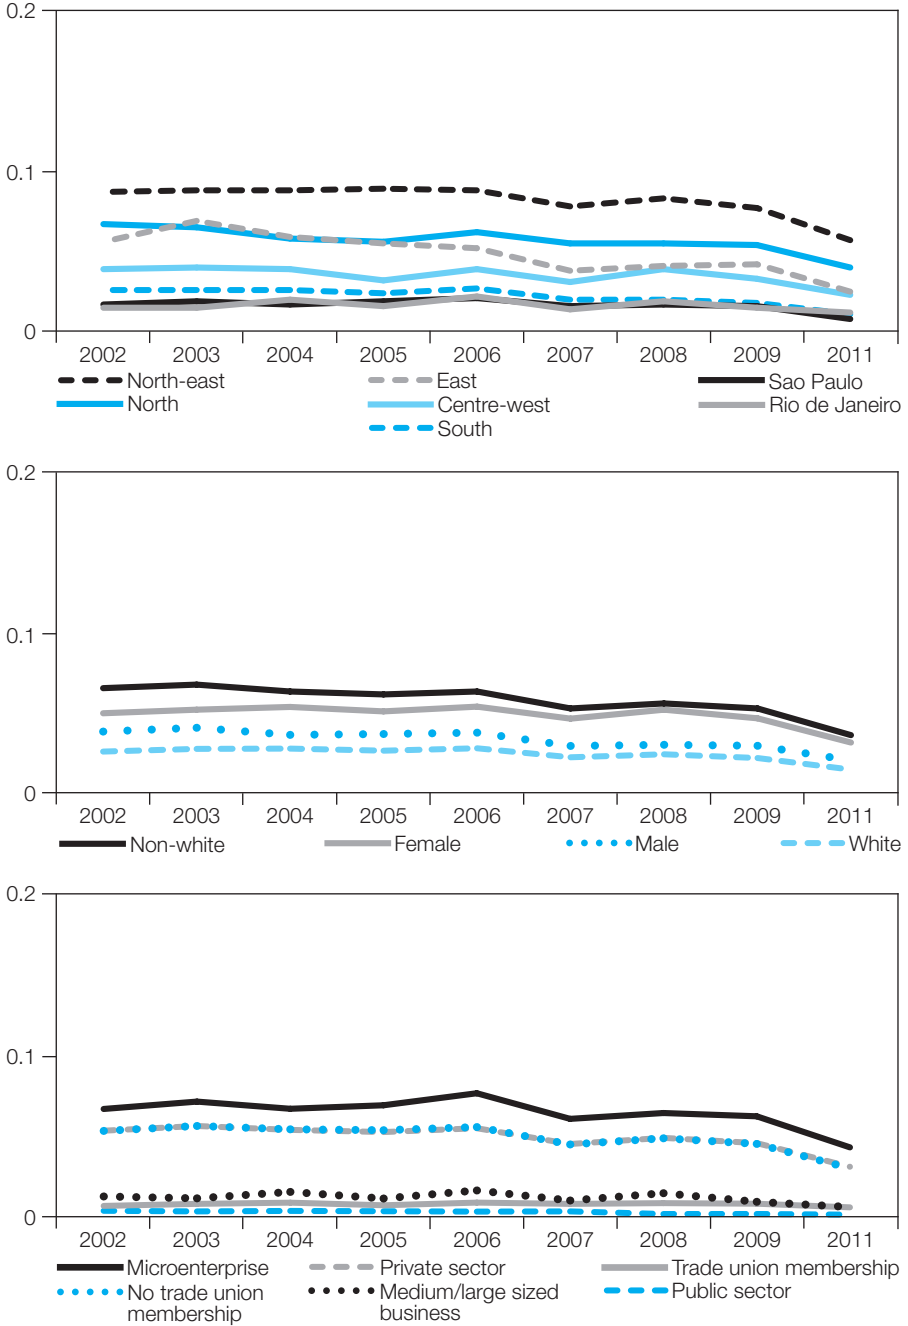 0.2
0.1
0
2002 2003 2004 2005 2006 2007 2008 2009 2011
North-east East Sao Paulo
North Centre-west Rio de Janeiro
South
0.2
0.1
0
2002 2003 2004 2005 2006 2007 2008 2009 2011
Non-white Female Male White
0.2
0.1
0
2002 2003 2004 2005 2006 2007 2008 2009 2011
Microenterprise Private sector Trade union membership
No trade union Medium/large sized Public sector
membership business